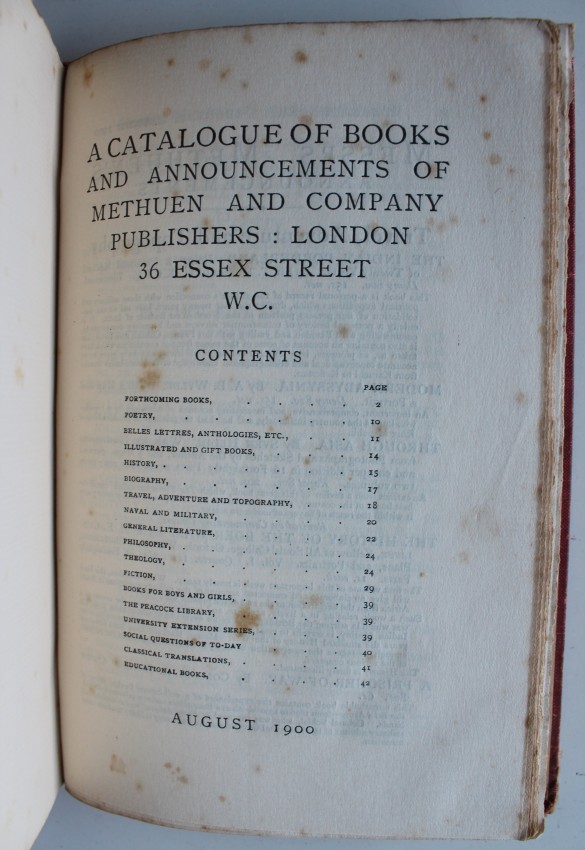 A CATALOGUE OF BOOKS
AND ANNOUNCEMENTS OF
METHUEN AND COMPANY
PUBLISHERS : LONDON
36 ESSEX STREET
W.C.
CONTENTS
PAGE
FORTHCOMING BOOKS, . . . . 2
POETRY, . . . . . . 10
BELLES LETTRES, ANTHOLOGIES, ETC., . . 11
ILLUSTRATED AND GIFT BOOKS, . . . 14
HISTORY, . . . . . . 15
BIOGRAPHY, . . . . . 17
TRAVEL, ADVENTURE AND TOPOGRAPHY, . . 18
NAVAL AND MILITARY, . . . . 20
GENERAL LITERATURE, . . . . 22
PHILOSOPHY, . . . . . 24
THEOLOGY, . . . . . 24
FICTION, . . . . . . 29
BOOKS FOR BOYS AND GIRLS, . . . . 39
THE PEACOCK LIBRARY, . . . . 39
UNIVERSITY EXTENSION SERIES, . . . 39
SOCIAL QUESTIONS OF TO-DAY . . . 40
CLASSICAL TRANSLATIONS, . . . . 41
EDUCATIONAL BOOKS, . . . . 42
AUGUST 1900